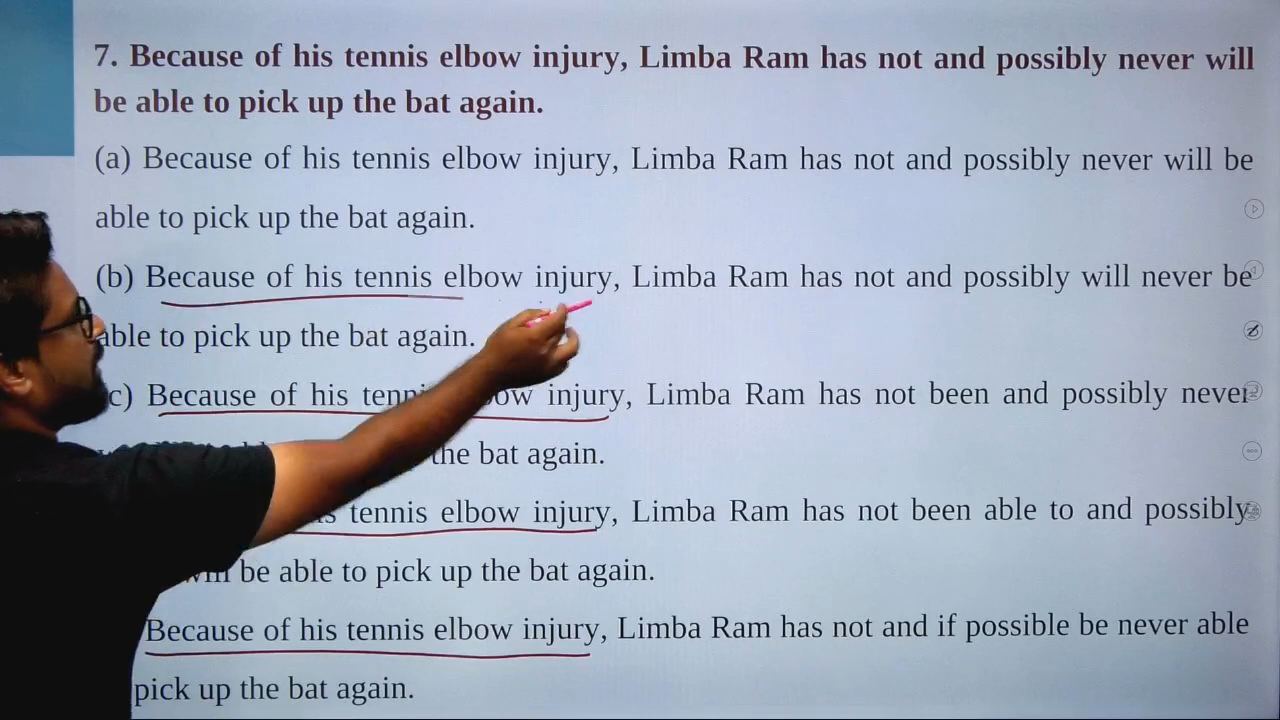 7. Because of his tennis elbow injury, Limba Ram has not and possibly never will
be able to pick up the bat again.
(a) Because of his tennis elbow injury, Limba Ram has not and possibly never will be
able to pick up the bat again.
(b) Because of his tennis elbow injury, Limba Ram has not and possibly will never be
able to pick up the bat again.
c) Because of his tennis elbow injury, Limba Ram has not been and possibly never
the bat again.
tennis elbow injury, Limba Ram has not been able to and possibly
will be able to pick up the bat again.
Because of his tennis elbow injury, Limba Ram has not and if possible be never able
pick up the bat again.